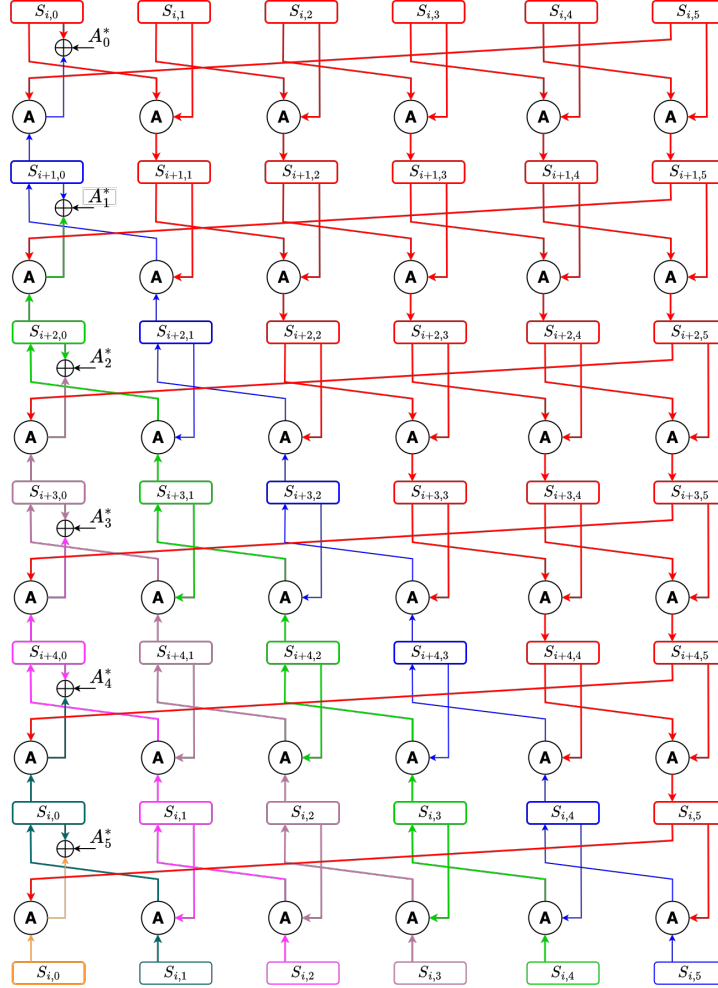 S_{i,0} S_{i,1} S_{i,2} S_{i,3} S_{i,4} S_{i,5}
A_0^*
A A A A A A
S_{i+1,0} S_{i+1,1} S_{i+1,2} S_{i+1,3} S_{i+1,4} S_{i+1,5}
A_1^*
A A A A A A
S_{i+2,0} S_{i+2,1} S_{i+2,2} S_{i+2,3} S_{i+2,4} S_{i+2,5}
A_2^*
A A A A A A
S_{i+3,0} S_{i+3,1} S_{i+3,2} S_{i+3,3} S_{i+3,4} S_{i+3,5}
A_3^*
A A A A A A
S_{i+4,0} S_{i+4,1} S_{i+4,2} S_{i+4,3} S_{i+4,4} S_{i+4,5}
A_4^*
A A A A A A
S_{i,0} S_{i,1} S_{i,2} S_{i,3} S_{i,4} S_{i,5}
A_5^*
A A A A A A
S_{i,0} S_{i,1} S_{i,2} S_{i,3} S_{i,4} S_{i,5}